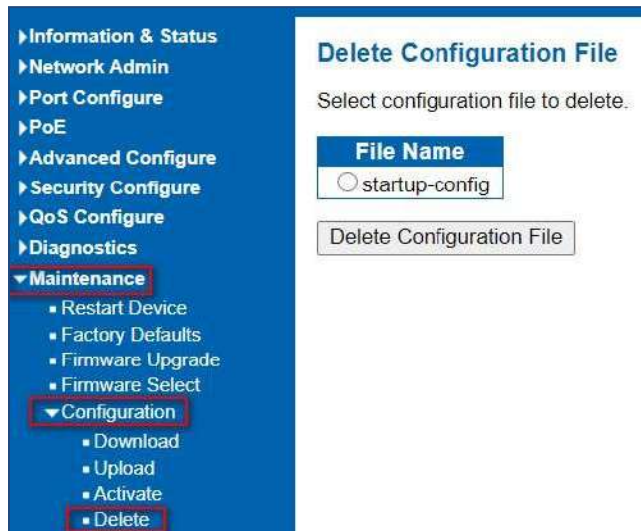 Information & Status
Network Admin
Port Configure
PoE
Advanced Configure
Security Configure
QoS Configure
Diagnostics
Maintenance
Restart Device
Factory Defaults
Firmware Upgrade
Firmware Select
Configuration
Download
Upload
Activate
Delete
Delete Configuration File
Select configuration file to delete.
File Name
startup-config
Delete Configuration File